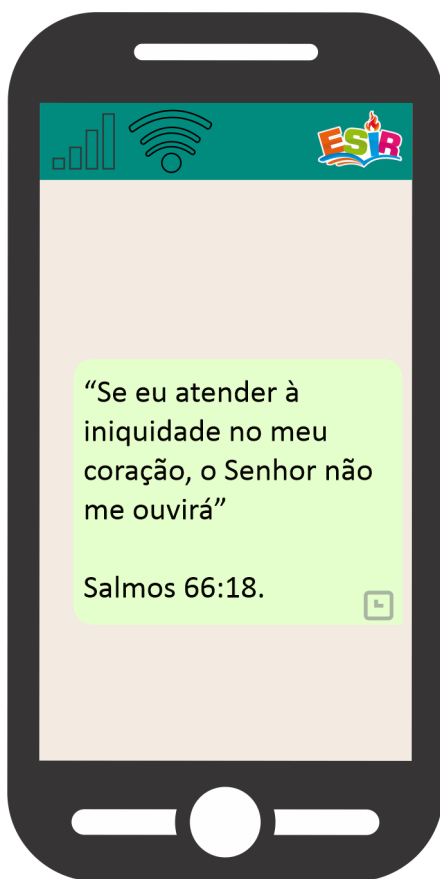 ESIR
“Se eu atender à
iniquidade no meu
coração, o Senhor não
me ouvirá”
Salmos 66:18.